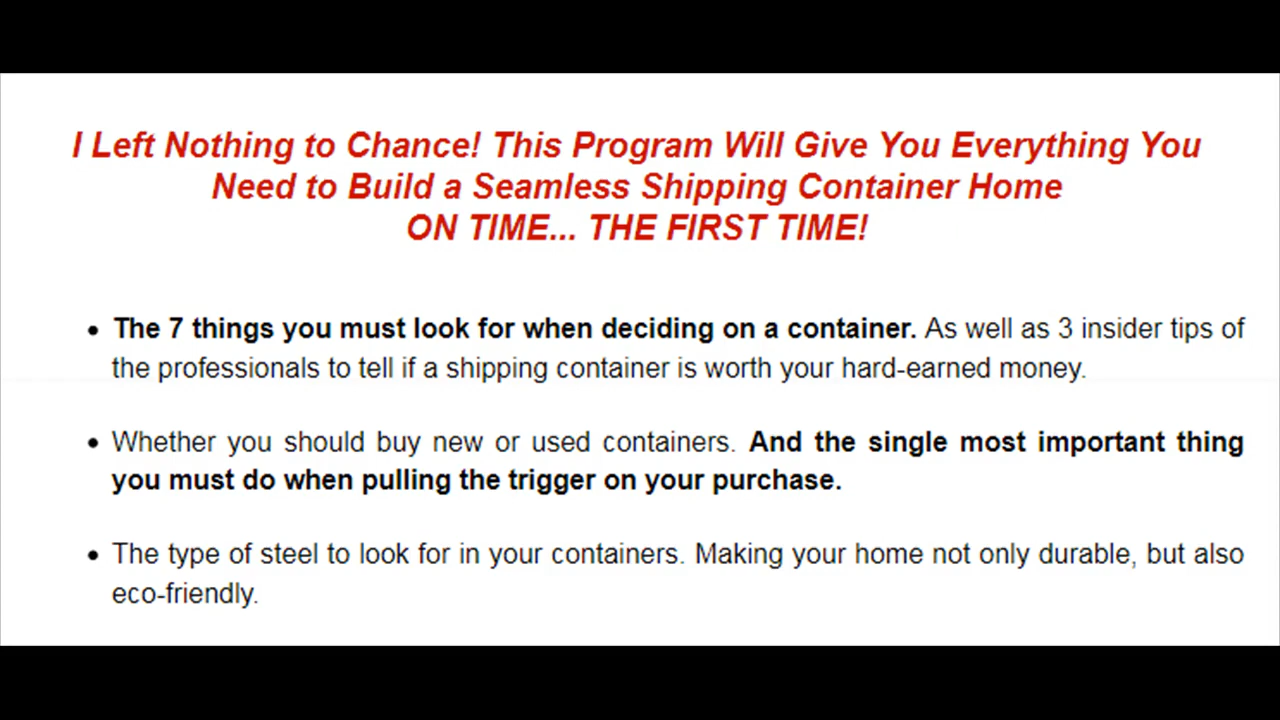 I Left Nothing to Chance! This Program Will Give You Everything You
Need to Build a Seamless Shipping Container Home
ON TIME... THE FIRST TIME!
• The 7 things you must look for when deciding on a container. As well as 3 insider tips of
the professionals to tell if a shipping container is worth your hard-earned money.
• Whether you should buy new or used containers. And the single most important thing
you must do when pulling the trigger on your purchase.
• The type of steel to look for in your containers. Making your home not only durable, but also
eco-friendly.